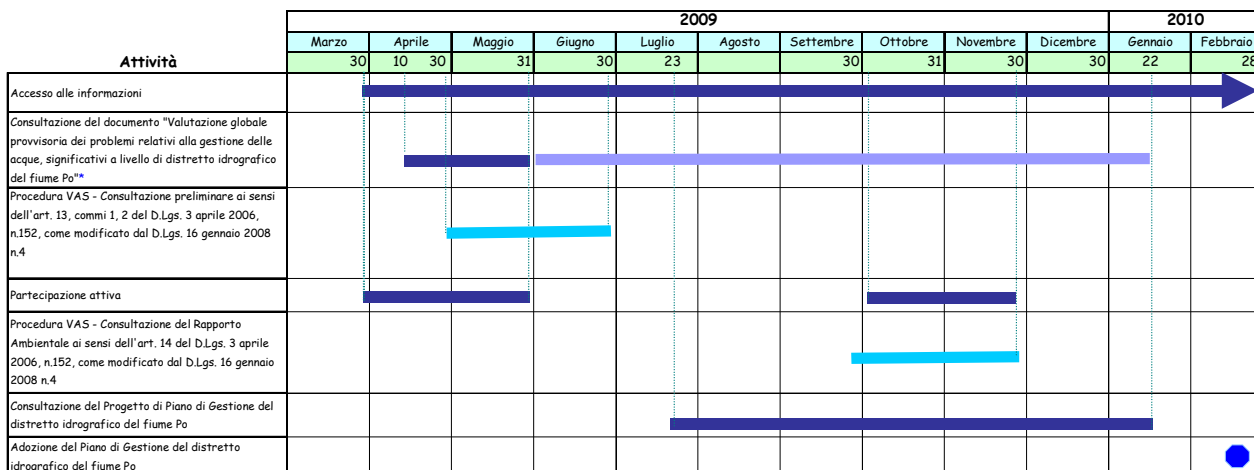 2009 2010
Marzo Aprile Maggio Giugno Luglio Agosto Settembre Ottobre Novembre Dicembre Gennaio Febbraio
Attività 30 10 30 31 30 23 30 31 30 30 22 28
Accesso alle informazioni
Consultazione del documento "Valutazione globale
provvisoria dei problemi relativi alla gestione delle
acque, significativi a livello di distretto idrografico
del fiume Po"*
Procedura VAS - Consultazione preliminare ai sensi
dell'art. 13, commi 1, 2 del D.Lgs. 3 aprile 2006,
n.152, come modificato dal D.Lgs. 16 gennaio 2008
n.4
Partecipazione attiva
Procedura VAS - Consultazione del Rapporto
Ambientale ai sensi dell'art. 14 del D.Lgs. 3 aprile
2006, n.152, come modificato dal D.Lgs. 16 gennaio
2008 n.4
Consultazione del Progetto di Piano di Gestione del
distretto idrografico del fiume Po
Adozione del Piano di Gestione del distretto
idrografico del fiume Po